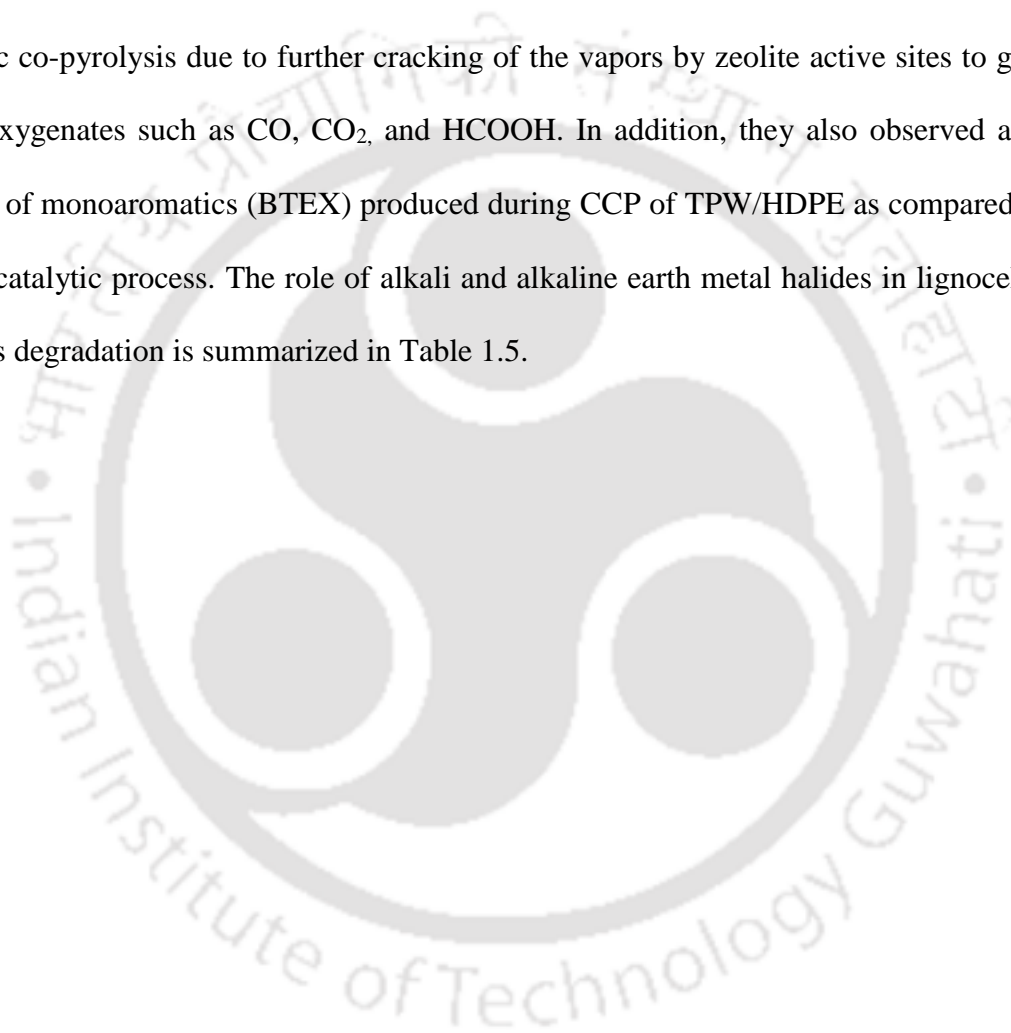 c co-pyrolysis due to further cracking of the vapors by zeolite active sites to g
xygenates such as CO, CO2, and HCOOH. In addition, they also observed a
of monoaromatics (BTEX) produced during CCP of TPW/HDPE as compared
catalytic process. The role of alkali and alkaline earth metal halides in lignocel
s degradation is summarized in Table 1.5.
Indian Institute of Technology Guwahati